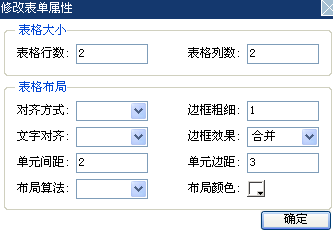 修改表单属性
表格大小
表格行数: 2 表格列数: 2
表格布局
对齐方式: 边框粗细: 1
文字对齐: 边框效果: 合并
单元间距: 2 单元边距: 3
布局算法: 布局颜色:
确定